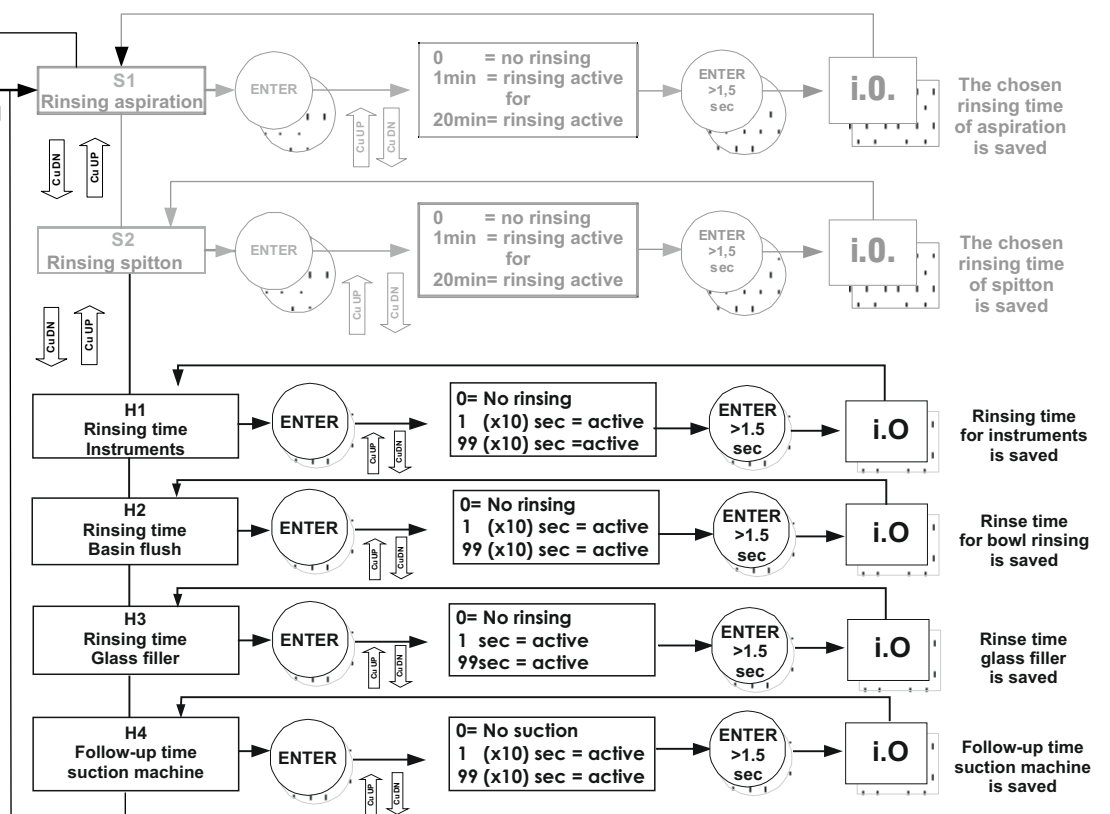 S1
Rinsing aspiration
ENTER
Cu UP
Cu DN
0 = no rinsing
1min = rinsing active
for
20min= rinsing active
ENTER
>1,5
sec
i.0.
The chosen
rinsing time
of aspiration
is saved
Cu DN
Cu UP
S2
Rinsing spitton
ENTER
Cu UP
Cu DN
0 = no rinsing
1min = rinsing active
for
20min= rinsing active
ENTER
>1,5
sec
i.0.
The chosen
rinsing time
of spitton
is saved
Cu DN
Cu UP
H1
Rinsing time
Instruments
ENTER
Cu UP
Cu DN
0= No rinsing
1 (x10) sec = active
99 (x10) sec =active
ENTER
>1.5
sec
i.O
Rinsing time
for instruments
is saved
H2
Rinsing time
Basin flush
ENTER
Cu UP
Cu DN
0= No rinsing
1 (x10) sec = active
99 (x10) sec = active
ENTER
>1.5
sec
i.O
Rinse time
for bowl rinsing
is saved
H3
Rinsing time
Glass filler
ENTER
Cu UP
Cu DN
0= No rinsing
1 sec = active
99sec = active
ENTER
>1.5
sec
i.O
Rinse time
glass filler
is saved
H4
Follow-up time
suction machine
ENTER
Cu UP
Cu DN
0= No suction
1 (x10) sec = active
99 (x10) sec = active
ENTER
>1.5
sec
i.O
Follow-up time
suction machine
is saved